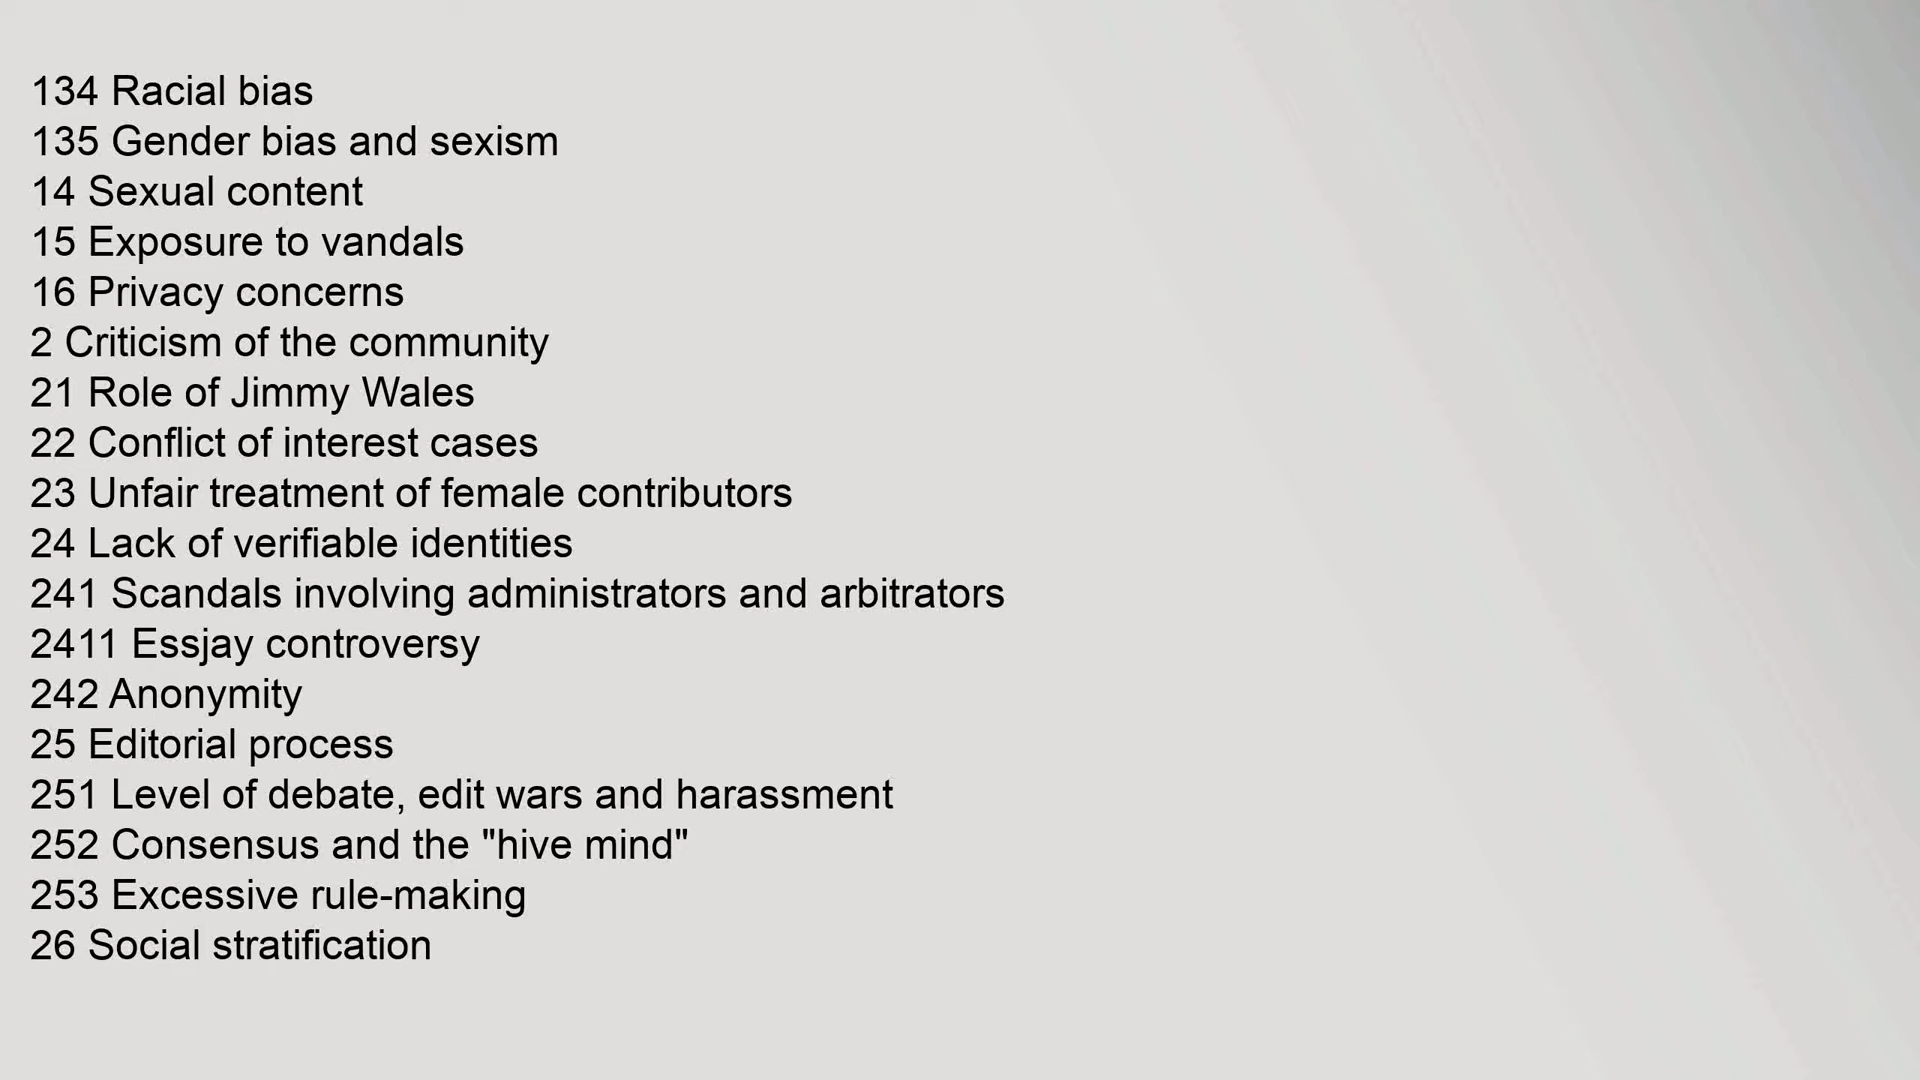 134 Racial bias
135 Gender bias and sexism
14 Sexual content
15 Exposure to vandals
16 Privacy concerns
2 Criticism of the community
21 Role of Jimmy Wales
22 Conflict of interest cases
23 Unfair treatment of female contributors
24 Lack of verifiable identities
241 Scandals involving administrators and arbitrators
2411 Essjay controversy
242 Anonymity
25 Editorial process
251 Level of debate, edit wars and harassment
252 Consensus and the "hive mind"
253 Excessive rule-making
26 Social stratification